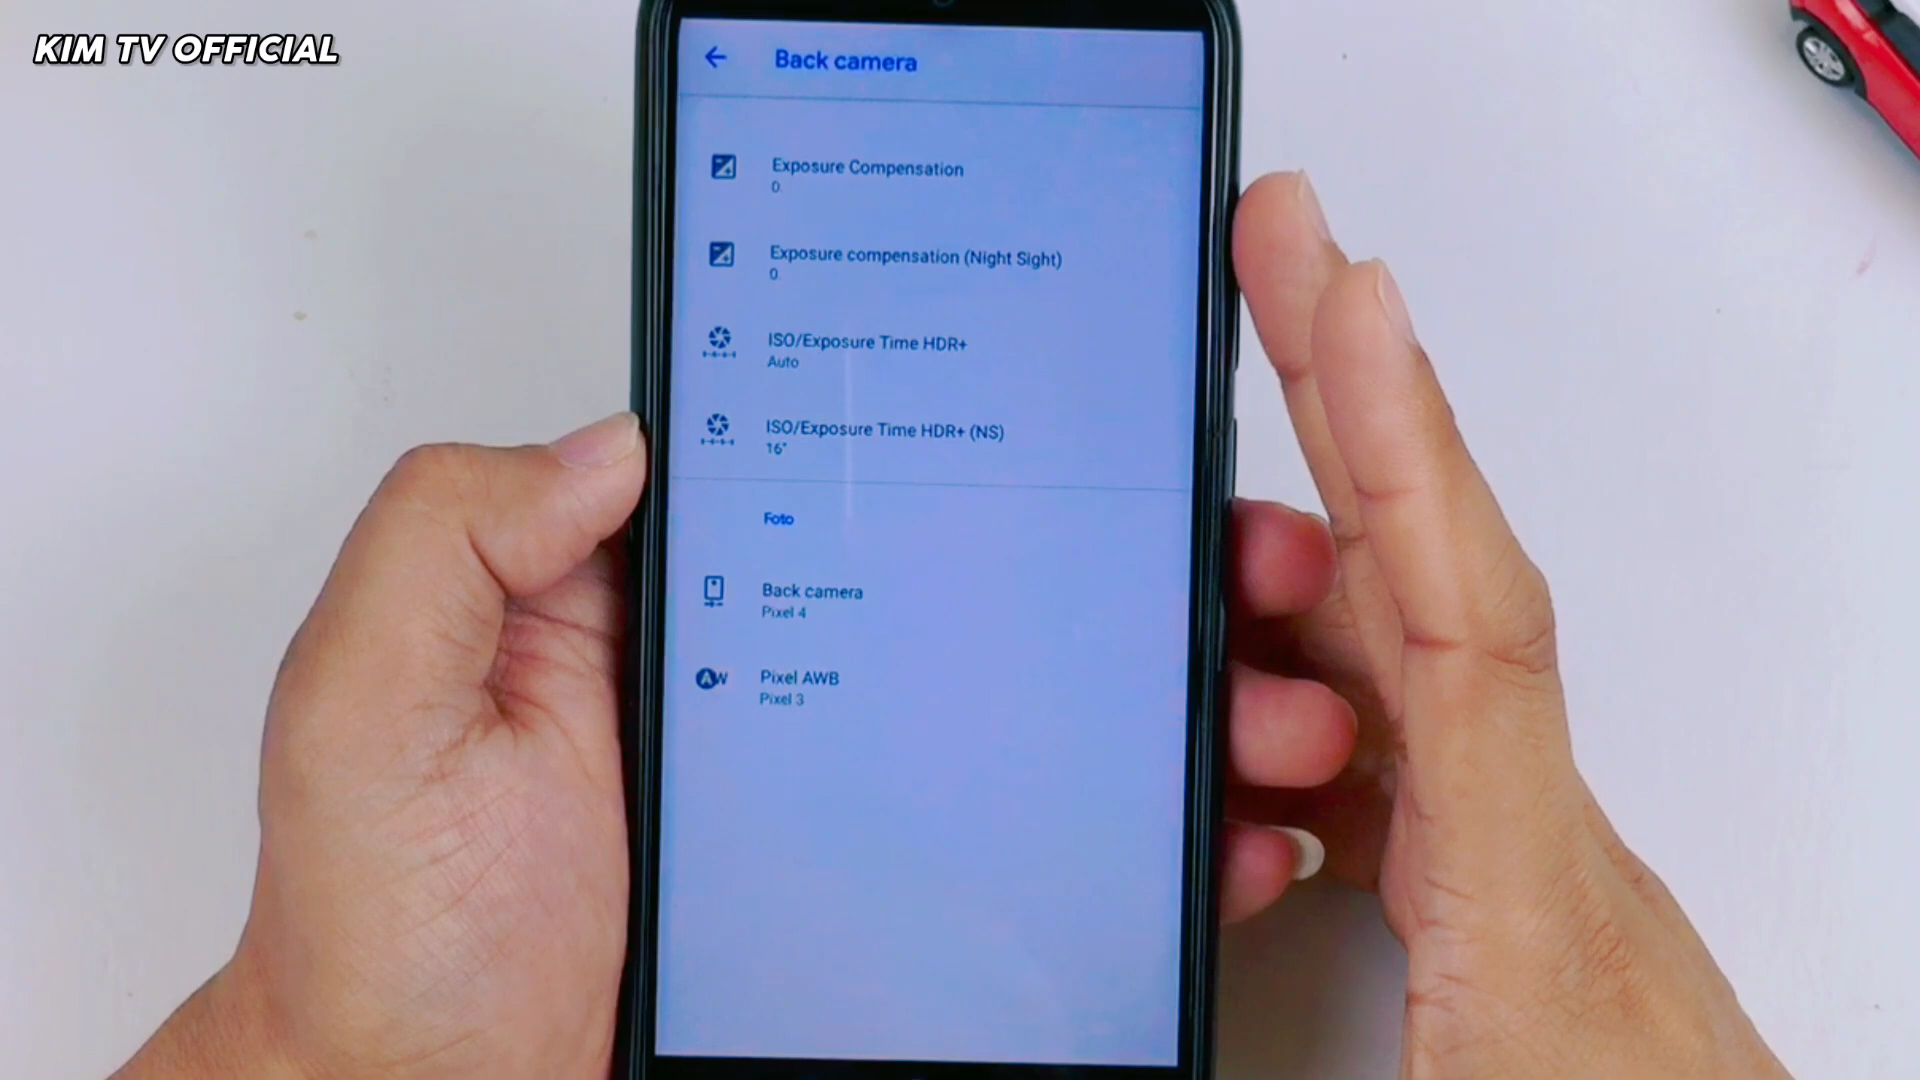 KIM TV OFFICIAL
Back camera
Exposure Compensation
0
Exposure compensation (Night Sight)
0
ISO/Exposure Time HDR+
Auto
ISO/Exposure Time HDR+ (NS)
16"
Foto
Back camera
Pixel 4
Pixel AWB
Pixel 3